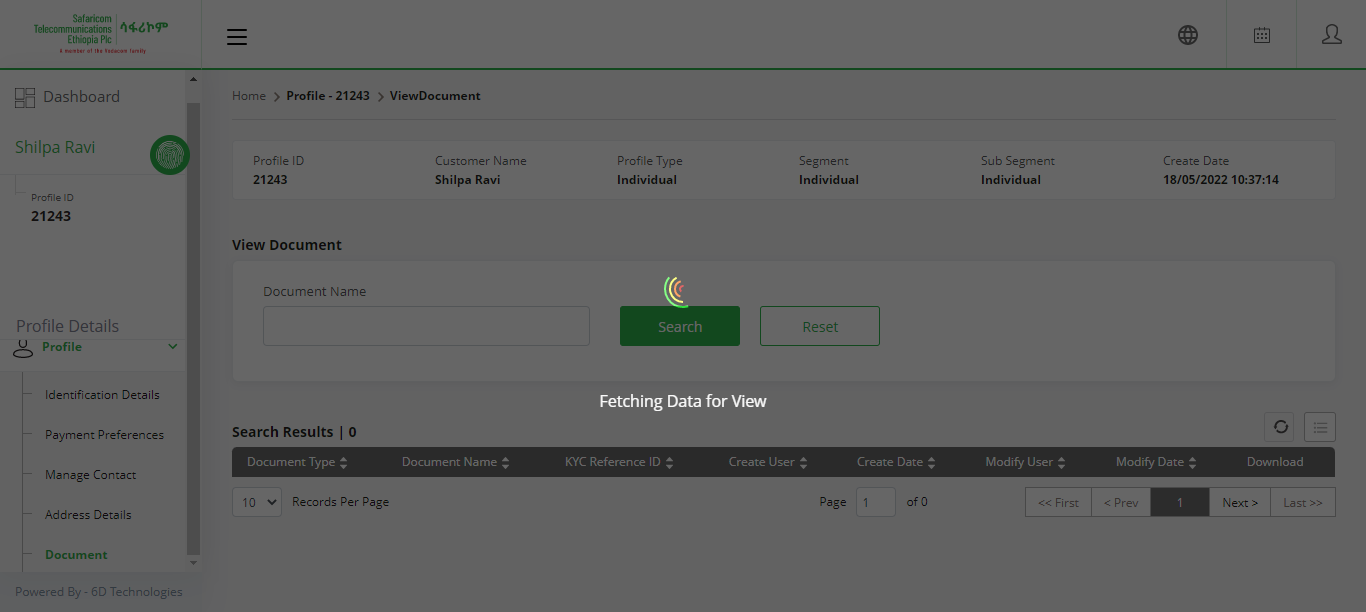 Safaricom
Telecommunications
Ethiopia Plc
ሳፋሪኮም
A member of the Vodacom family
Dashboard
Shilpa Ravi
Profile ID
21243
Profile Details
Profile
Identification Details
Payment Preferences
Manage Contact
Address Details
Document
Powered By - 6D Technologies
Home > Profile - 21243 > ViewDocument
Profile ID Customer Name Profile Type Segment Sub Segment Create Date
21243 Shilpa Ravi Individual Individual Individual 18/05/2022 10:37:14
View Document
Document Name
Search Reset
Fetching Data for View
Search Results | 0
Document Type Document Name KYC Reference ID Create User Create Date Modify User Modify Date Download
10 Records Per Page Page 1 of 0 << First < Prev 1 Next > Last >>